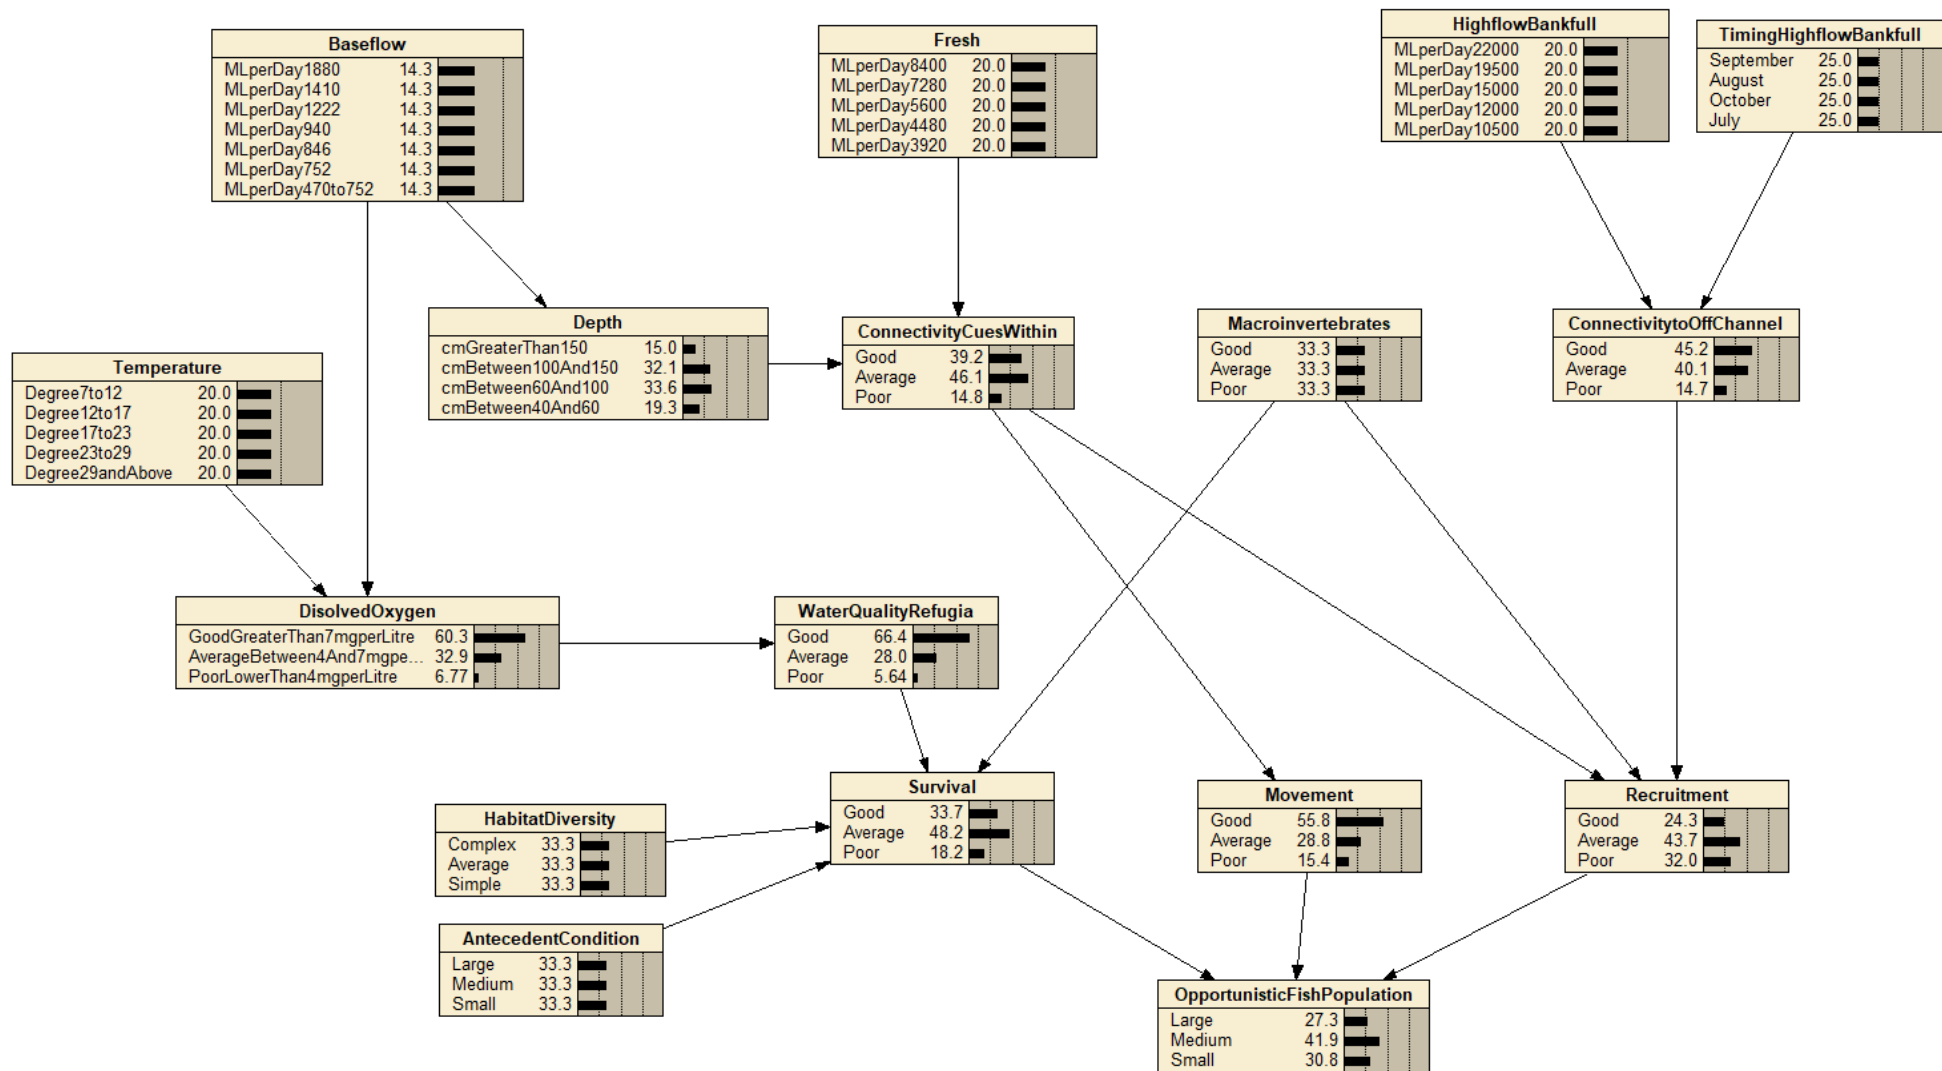 Baseflow
MLperDay1880 14.3
MLperDay1410 14.3
MLperDay1222 14.3
MLperDay940 14.3
MLperDay846 14.3
MLperDay752 14.3
MLperDay470to752 14.3
Fresh
MLperDay8400 20.0
MLperDay7280 20.0
MLperDay5600 20.0
MLperDay4480 20.0
MLperDay3920 20.0
HighflowBankfull
MLperDay22000 20.0
MLperDay19500 20.0
MLperDay15000 20.0
MLperDay12000 20.0
MLperDay10500 20.0
TimingHighflowBankfull
September 25.0
August 25.0
October 25.0
July 25.0
Temperature
Degree7to12 20.0
Degree12to17 20.0
Degree17to23 20.0
Degree23to29 20.0
Degree29andAbove 20.0
Depth
cmGreaterThan150 15.0
cmBetween100And150 32.1
cmBetween60And100 33.6
cmBetween40And60 19.3
ConnectivityCuesWithin
Good 39.2
Average 46.1
Poor 14.8
Macroinvertebrates
Good 33.3
Average 33.3
Poor 33.3
ConnectivitytoOffChannel
Good 45.2
Average 40.1
Poor 14.7
DisolvedOxygen
GoodGreaterThan7mgperLitre 60.3
AverageBetween4And7mgpe... 32.9
PoorLowerThan4mgperLitre 6.77
WaterQualityRefugia
Good 66.4
Average 28.0
Poor 5.64
HabitatDiversity
Complex 33.3
Average 33.3
Simple 33.3
Survival
Good 33.7
Average 48.2
Poor 18.2
Movement
Good 55.8
Average 28.8
Poor 15.4
Recruitment
Good 24.3
Average 43.7
Poor 32.0
AntecedentCondition
Large 33.3
Medium 33.3
Small 33.3
OpportunisticFishPopulation
Large 27.3
Medium 41.9
Small 30.8